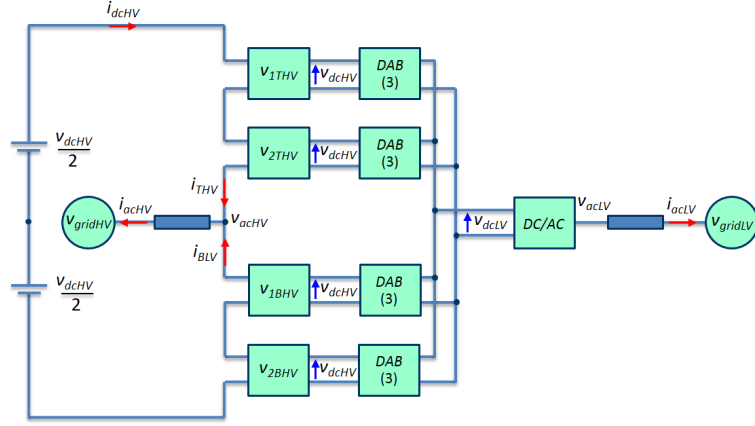 i_dcHV
v_1THV
v_dcHV
DAB
(3)
v_dcHV
2
v_2THV
v_dcHV
DAB
(3)
i_THV
i_acHV
v_gridHV
v_acHV
i_BLV
v_dcLV
DC/AC
v_acLV
i_acLV
v_gridLV
v_dcHV
2
v_1BHV
v_dcHV
DAB
(3)
v_2BHV
v_dcHV
DAB
(3)